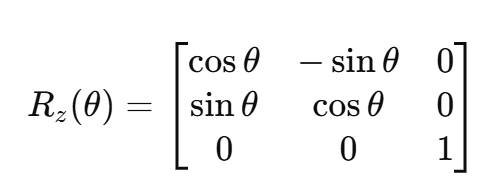 cos θ − sin θ 0
R_z(θ) = sin θ cos θ 0
0 0 1